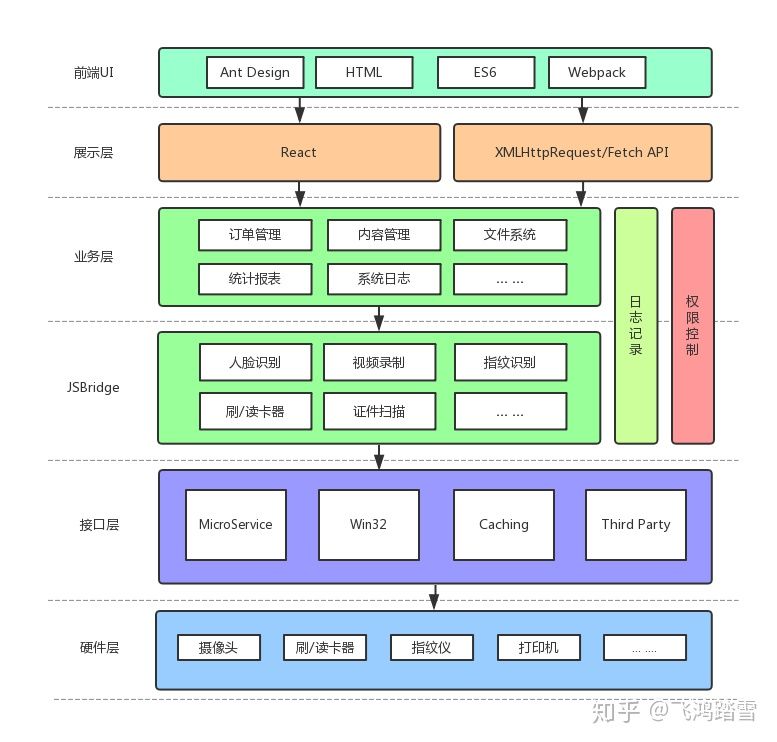 前端UI
Ant Design
HTML
ES6
Webpack
展示层
React
XMLHttpRequest/Fetch API
业务层
订单管理
内容管理
文件系统
统计报表
系统日志
... ...
日志记录
权限控制
JSBridge
人脸识别
视频录制
指纹识别
刷/读卡器
证件扫描
... ...
接口层
MicroService
Win32
Caching
Third Party
硬件层
摄像头
刷/读卡器
指纹仪
打印机
... ....
知乎 @飞鸿踏雪